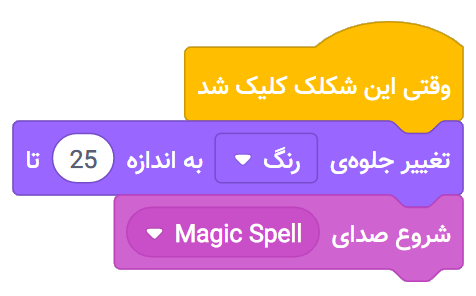 وقتی این شکلک کلیک شد
تغییر جلوه‌ی رنگ به اندازه 25 تا
شروع صدای Magic Spell